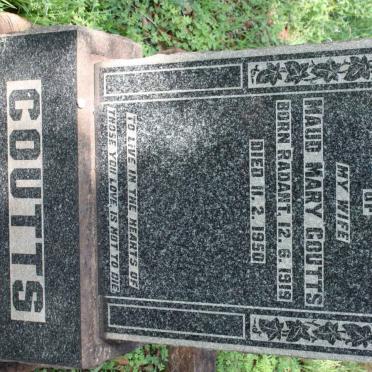 OF
MY WIFE
MAUD MARY COUTTS
BORN RADANT, 12. 6. 1919
DIED 11. 2. 1950
TO LIVE IN THE HEARTS OF
THOSE YOU LOVE, IS NOT TO DIE
COUTTS